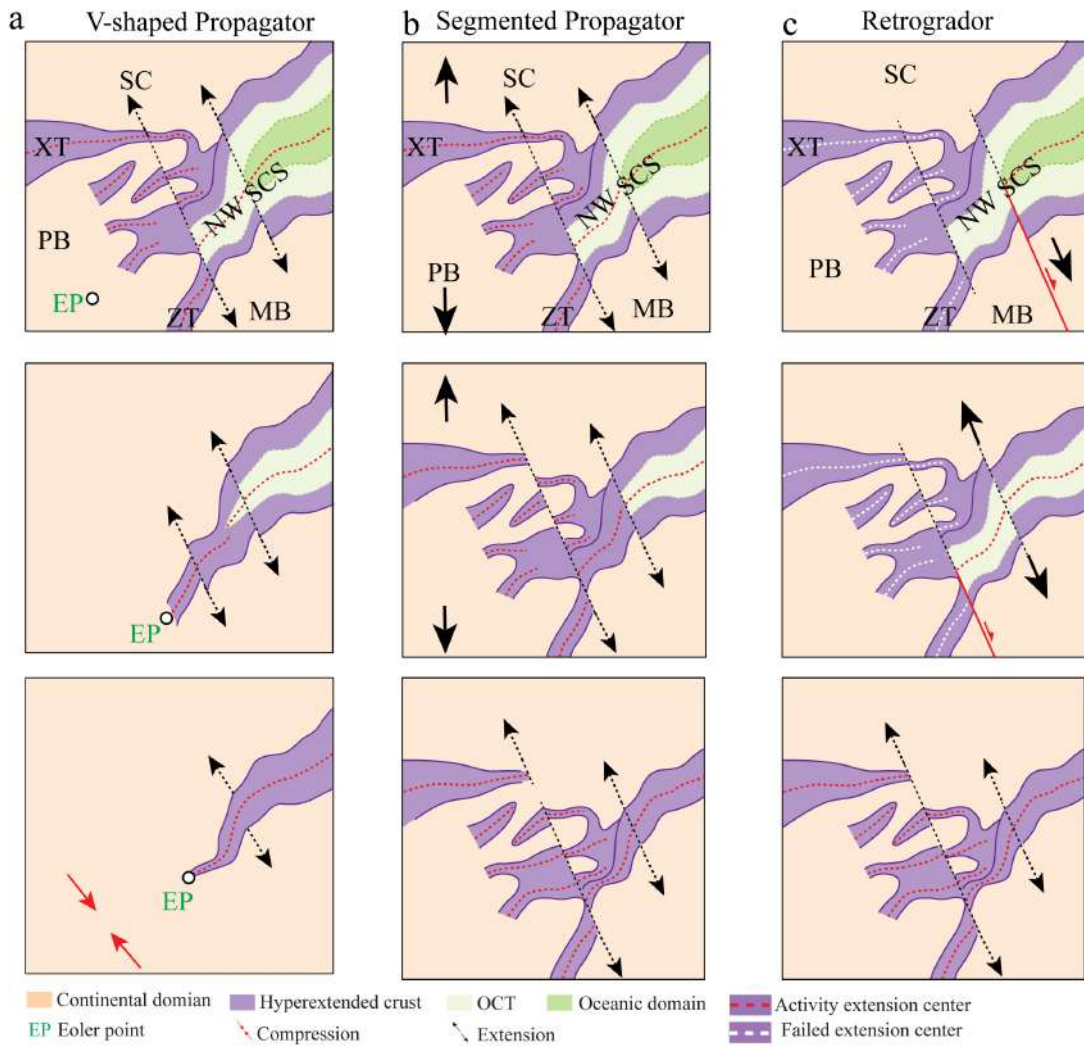 a V-shaped Propagator b Segmented Propagator c Retrogrador
SC SC SC
XT XT XT
NW SCS NW SCS NW SCS
PB PB PB
EP
ZT MB ZT MB ZT MB
EP
EP
Continental domian Hyperextended crust OCT Oceanic domain Activity extension center
EP Eoler point Compression Extension Failed extension center